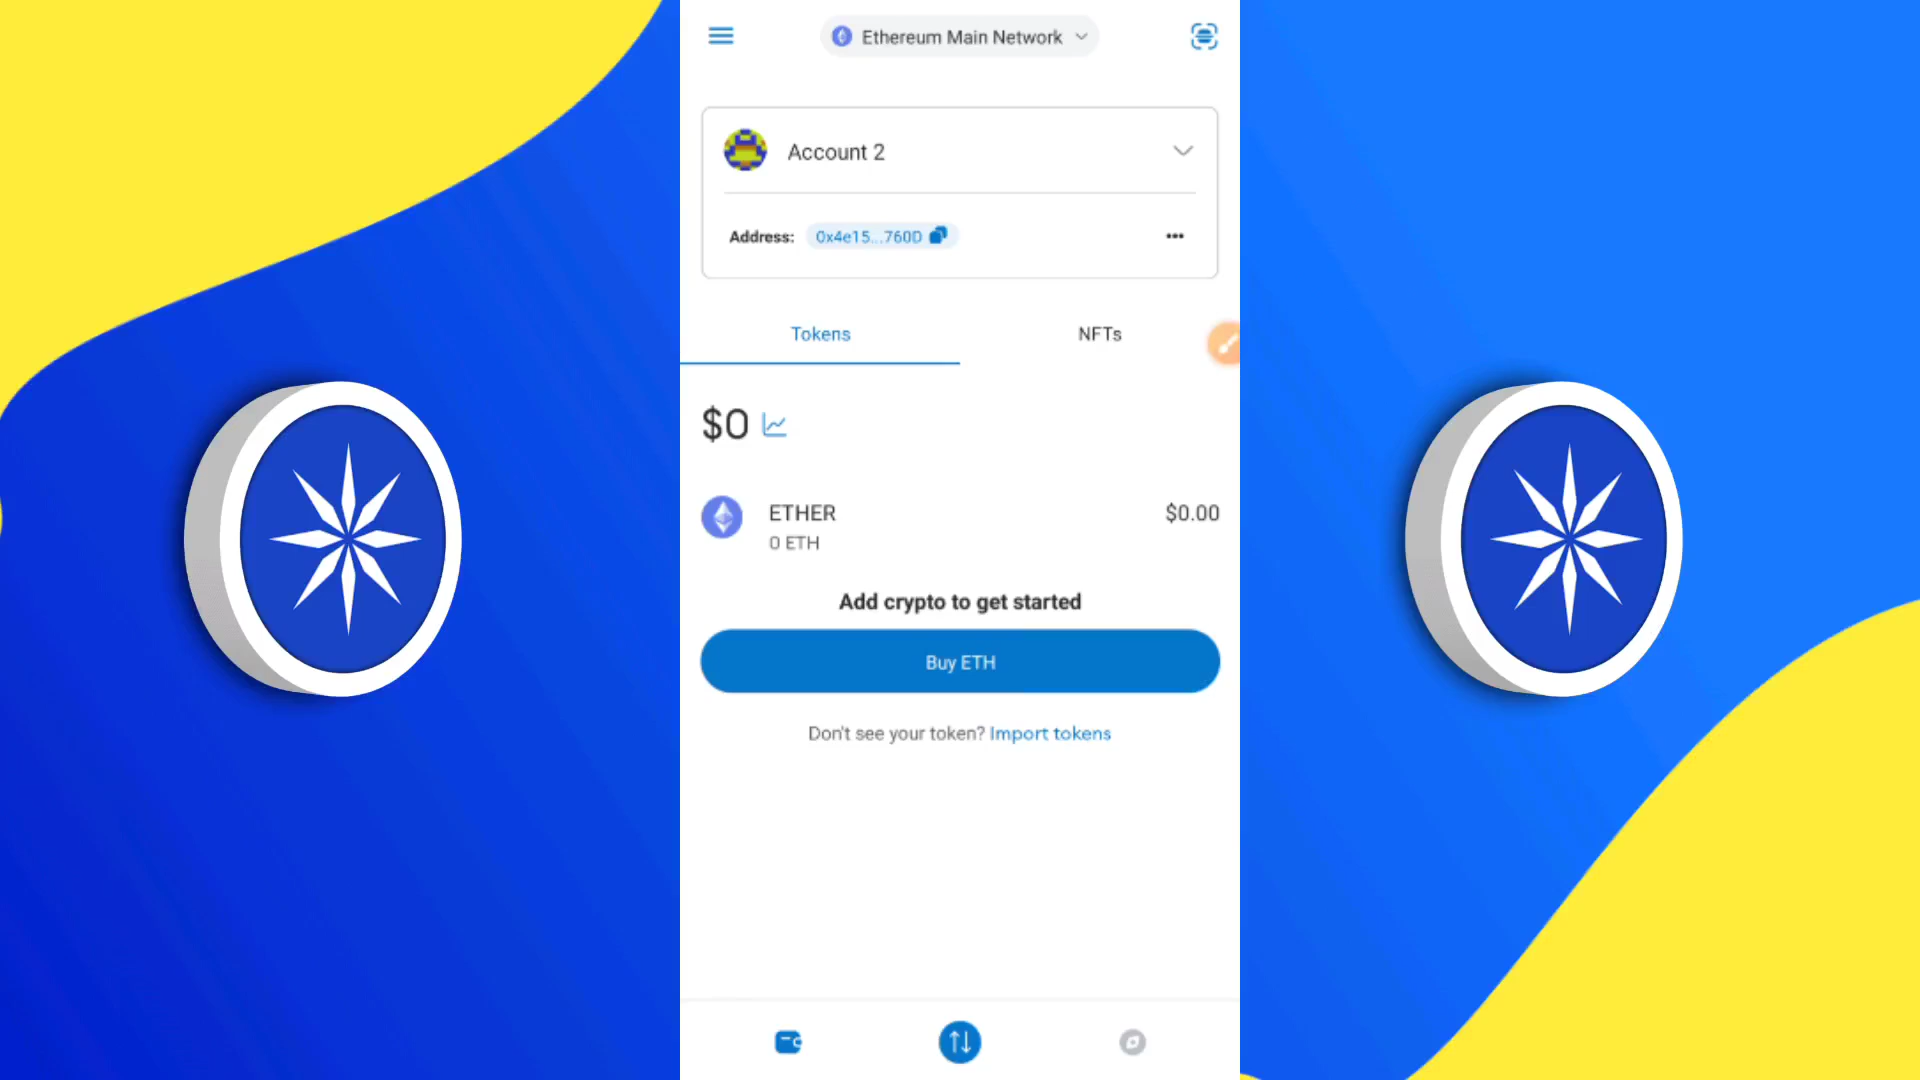 Ethereum Main Network
Account 2
Address: 0x4e15...760D
Tokens
NFTs
$0
ETHER
$0.00
0 ETH
Add crypto to get started
Buy ETH
Don't see your token? Import tokens